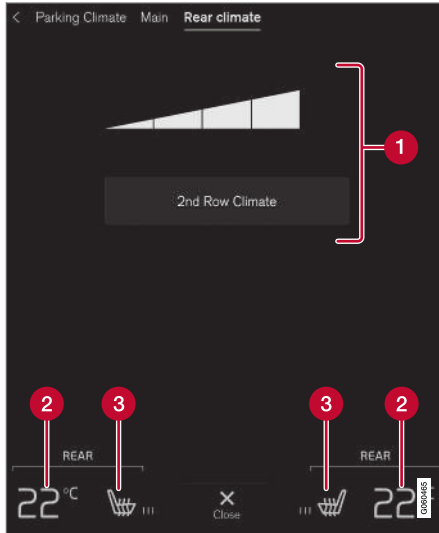 < Parking Climate Main Rear climate
1
2nd Row Climate
2 3 3 2
REAR REAR
22°C 22°
Close
G060465